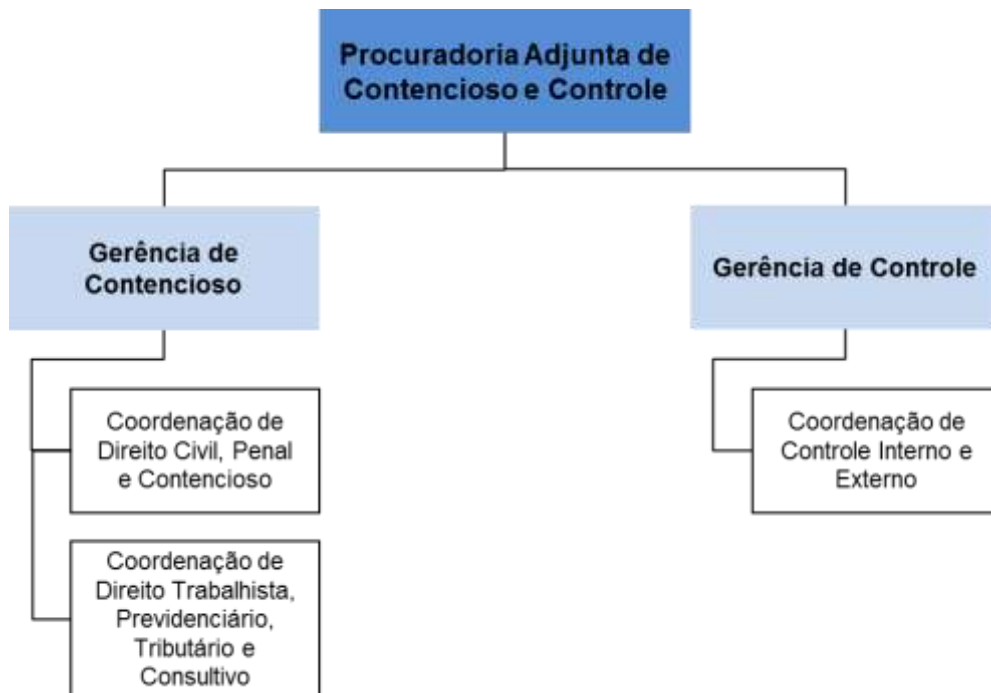 Procuradoria Adjunta de
Contencioso e Controle
Gerência de
Contencioso
Gerência de Controle
Coordenação de
Direito Civil, Penal
e Contencioso
Coordenação de
Controle Interno e
Externo
Coordenação de
Direito Trabalhista,
Previdenciário,
Tributário e
Consultivo